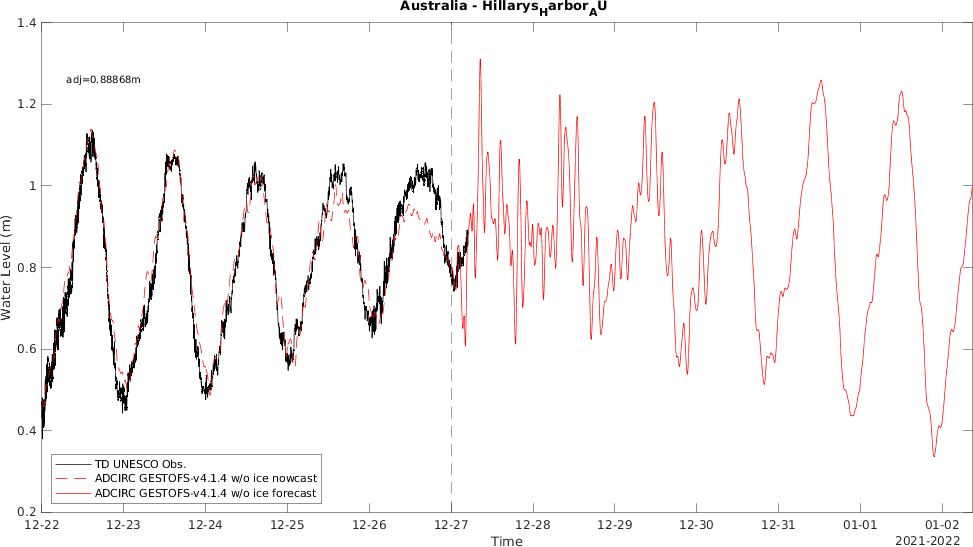 Australia - HillarysHarborAU
1.4
adj=0.88868m
1.2
1
0.8
0.6
0.4
0.2
Water Level (m)
TD UNESCO Obs.
ADCIRC GESTOFS-v4.1.4 w/o ice nowcast
ADCIRC GESTOFS-v4.1.4 w/o ice forecast
12-22 12-23 12-24 12-25 12-26 12-27 12-28 12-29 12-30 12-31 01-01 01-02
Time
2021-2022